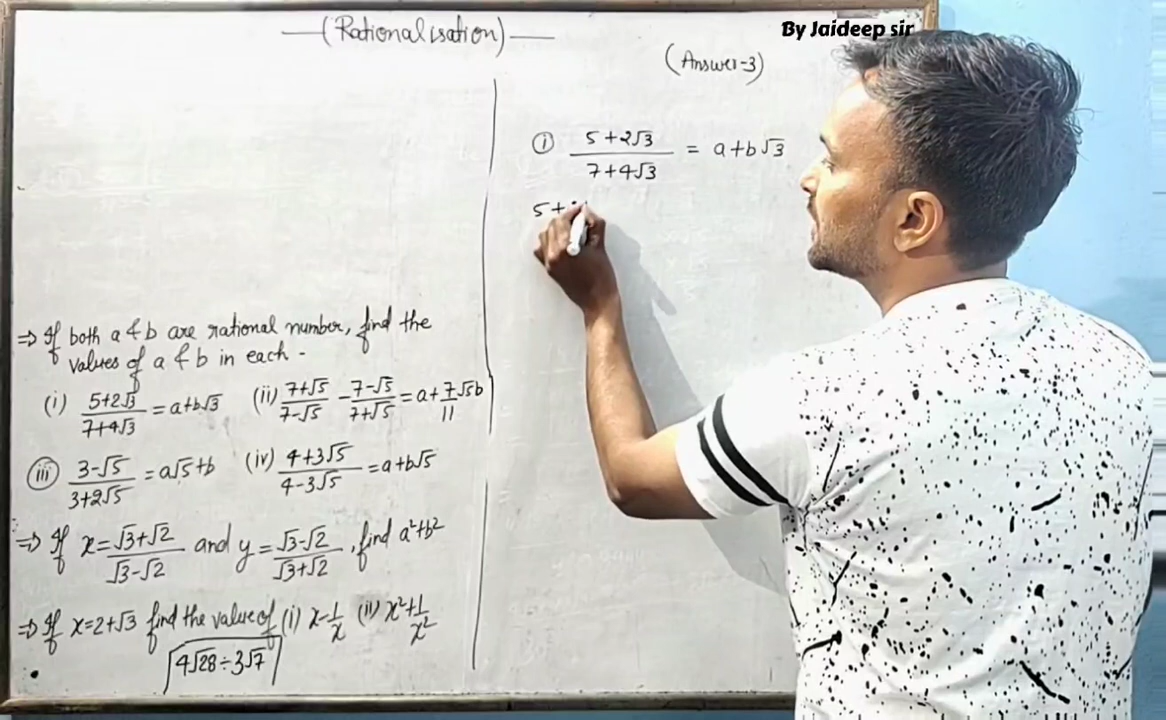 (Rationalisation)
By Jaideep sir
(Answer-3)
(i) (5+2√3)/(7+4√3) = a+b√3
5+
⇒ If both a & b are rational number, find the
values of a & b in each -
(i) (5+2√3)/(7+4√3) = a+b√3 (ii) (7+√5)/(7-√5) - (7-√5)/(7+√5) = a+7/11 √5b
(iii) (3-√5)/(3+2√5) = a√5+b (iv) (4+3√5)/(4-3√5) = a+b√5
⇒ If x = (√3+√2)/(√3-√2) and y = (√3-√2)/(√3+√2), find a²+b²
⇒ If x=2+√3 find the value of (i) x-1/x (ii) x²+1/x²
4√28÷3√7